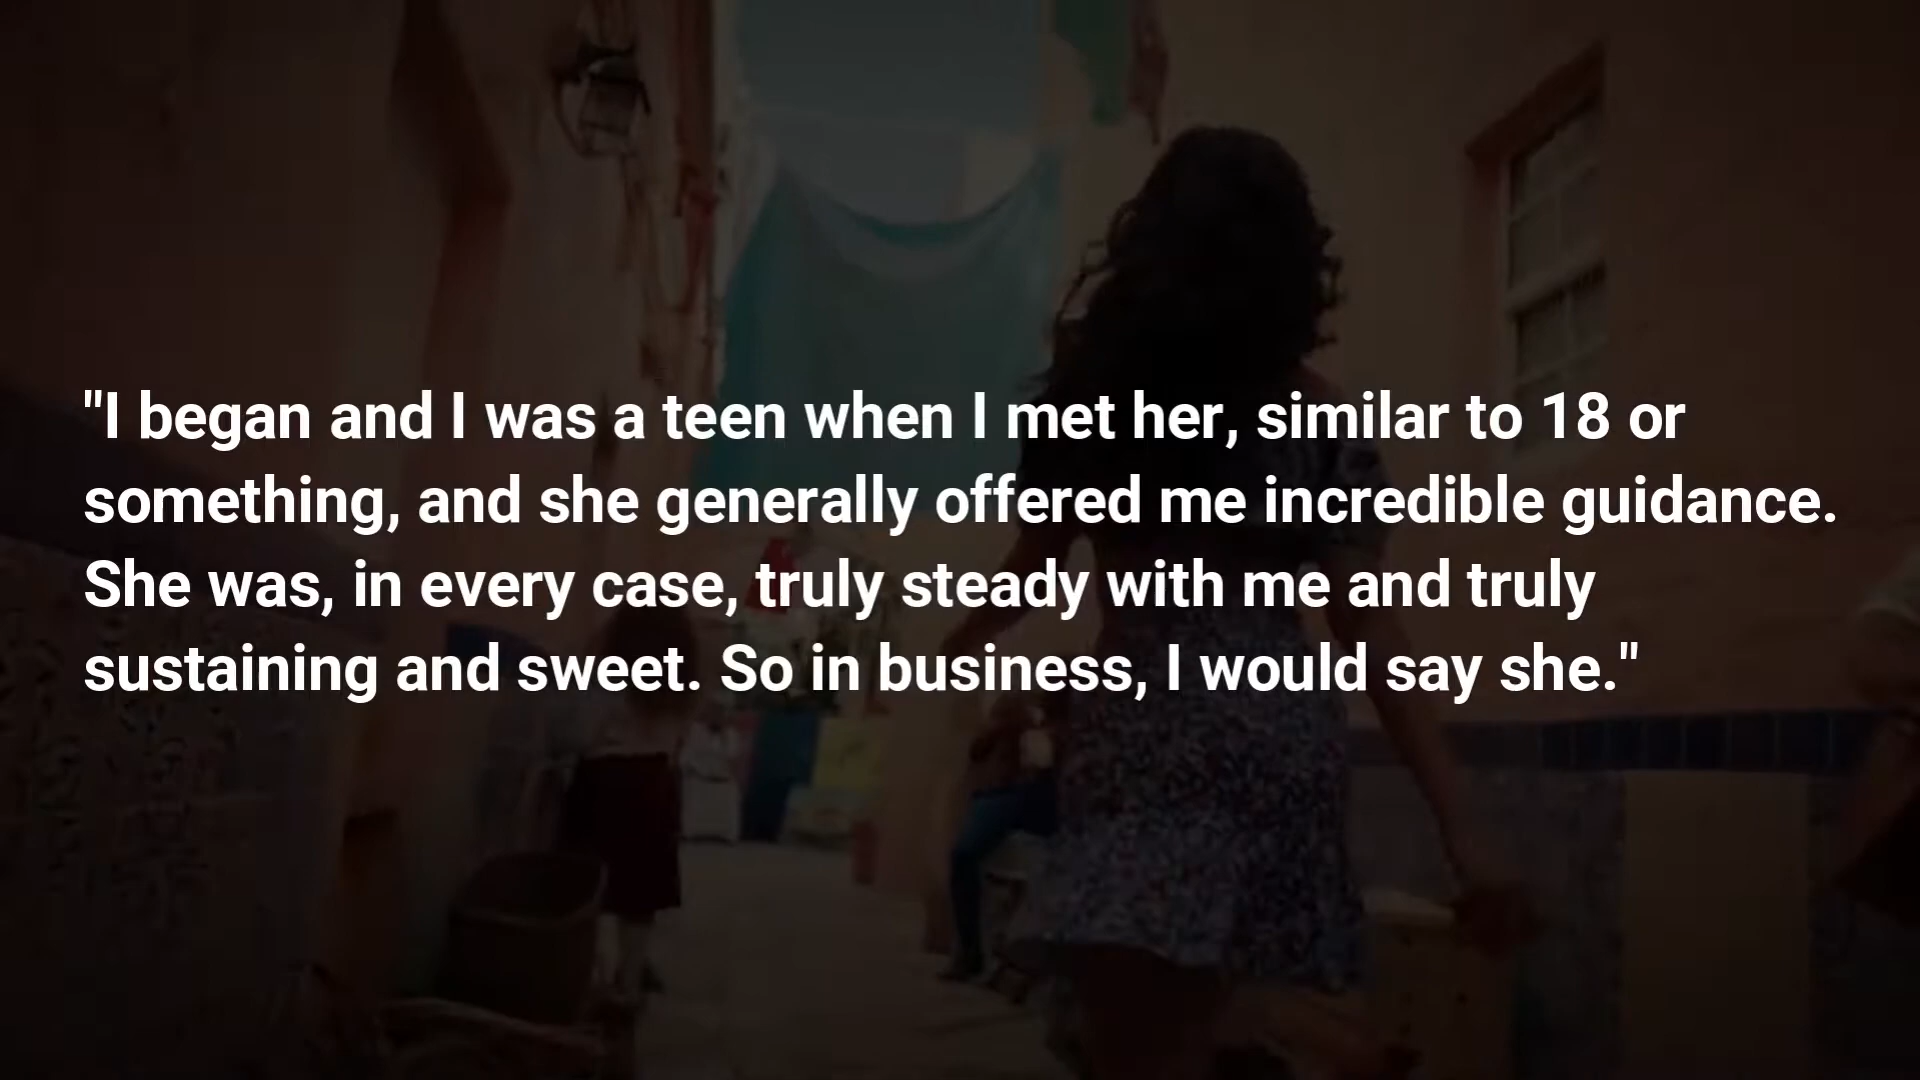 "I began and I was a teen when I met her, similar to 18 or
something, and she generally offered me incredible guidance.
She was, in every case, truly steady with me and truly
sustaining and sweet. So in business, I would say she."